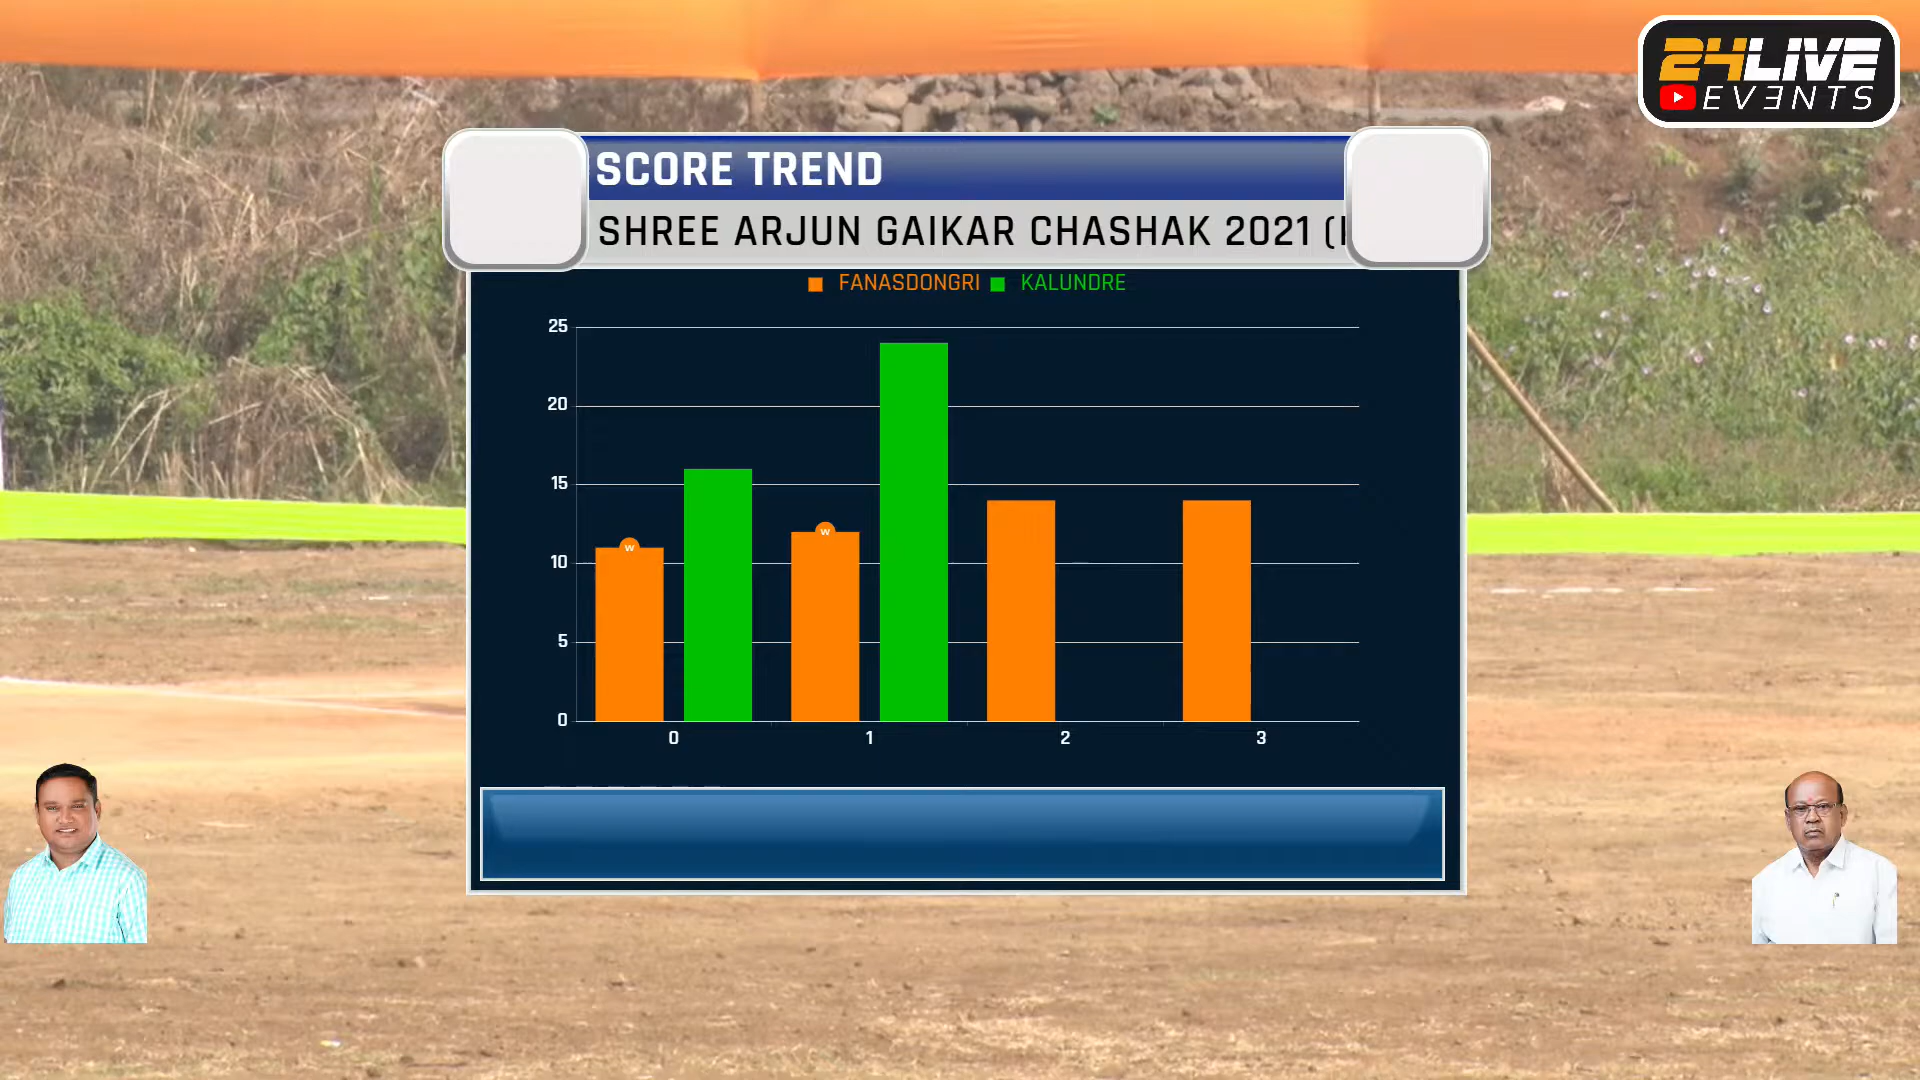 24LIVE
EVƎNTS
SCORE TREND
SHREE ARJUN GAIKAR CHASHAK 2021 (
FANASDONGRI KALUNDRE
25
20
15
10
5
0
W
W
0 1 2 3